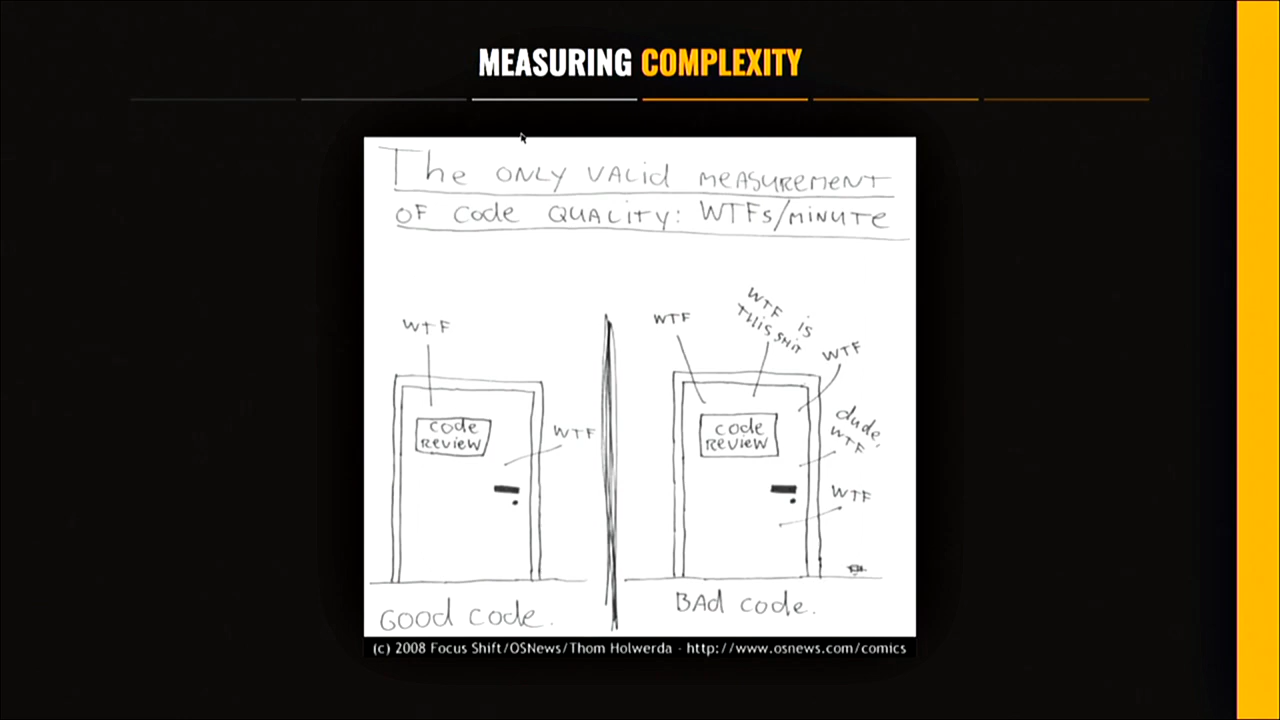 MEASURING COMPLEXITY
The ONLY VALid MEASUREMENT
OF Code QUALITY: WTFs/MINUTE
WTF
code
REVIEW
WTF
GOOD code.
WTF
WTF iS
THiS SHiT
WTF
dude,
WTF
code
REVIEW
WTF
BAd code.
(c) 2008 Focus Shift/OSNews/Thom Holwerda - http://www.osnews.com/comics